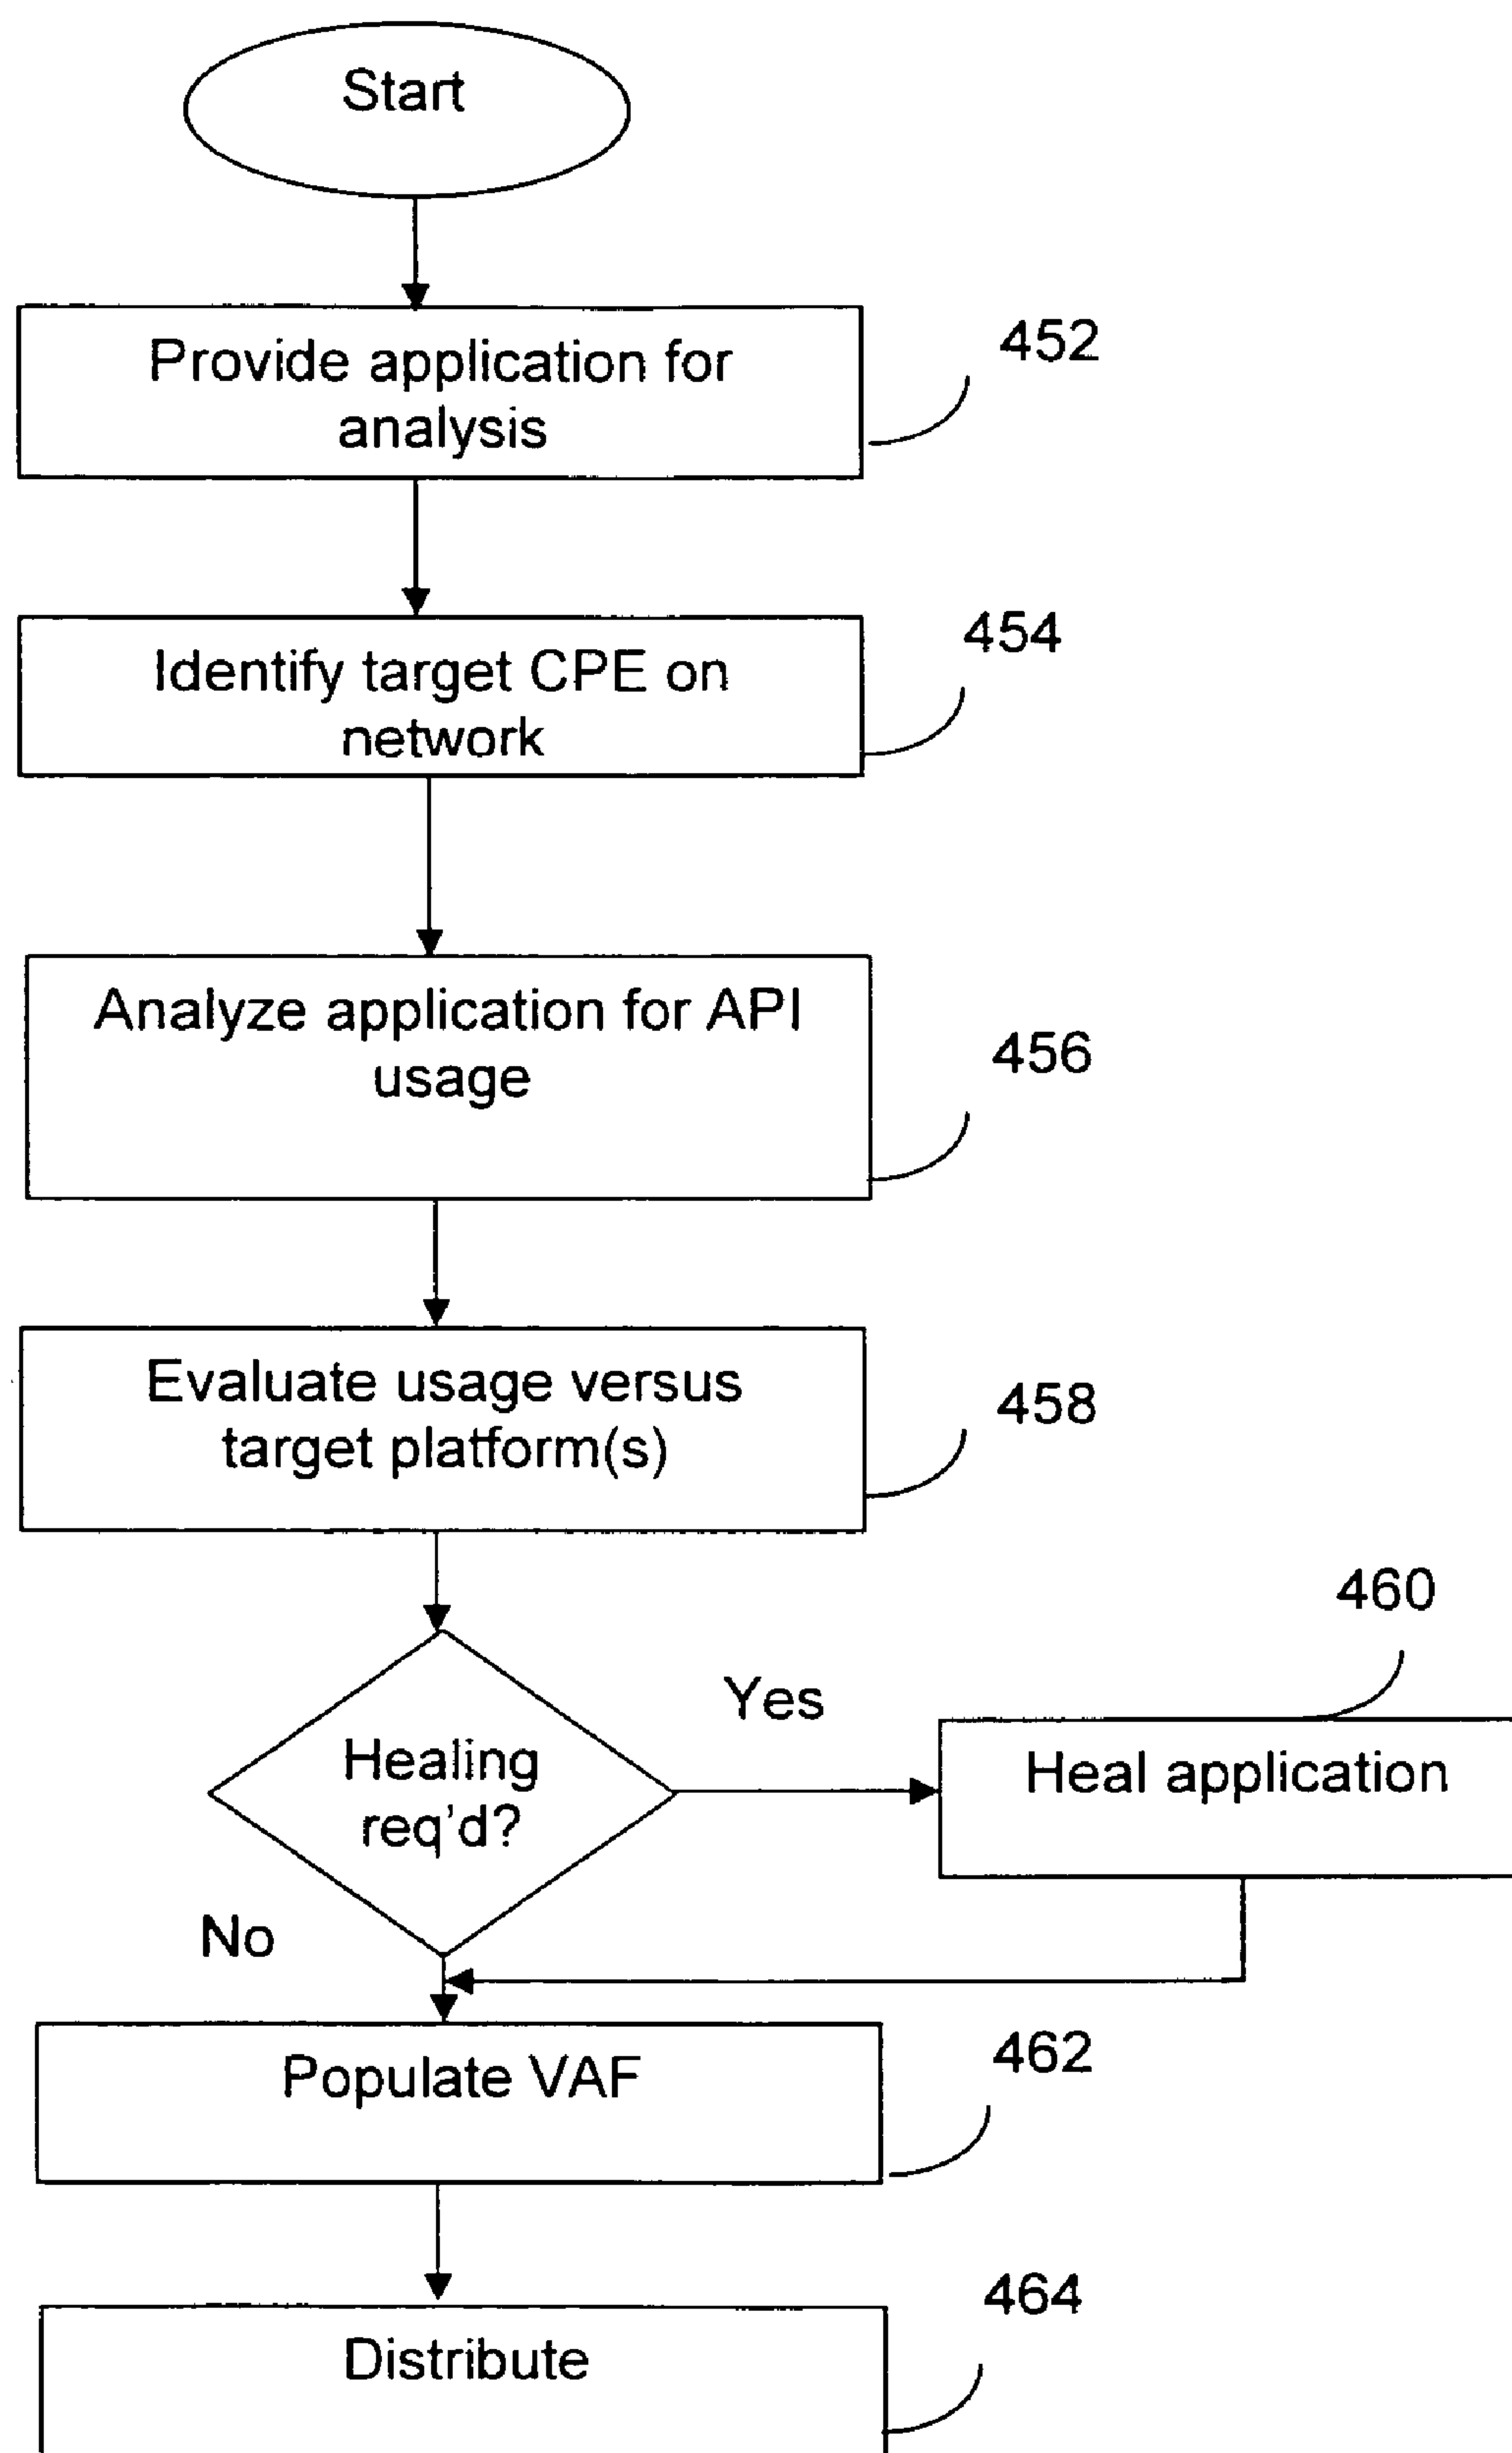 Start
Provide application for
analysis
452
Identify target CPE on
network
454
Analyze application for API
usage
456
Evaluate usage versus
target platform(s)
458
460
Yes
Heal application
Healing
req'd?
No
Populate VAF
462
Distribute
464